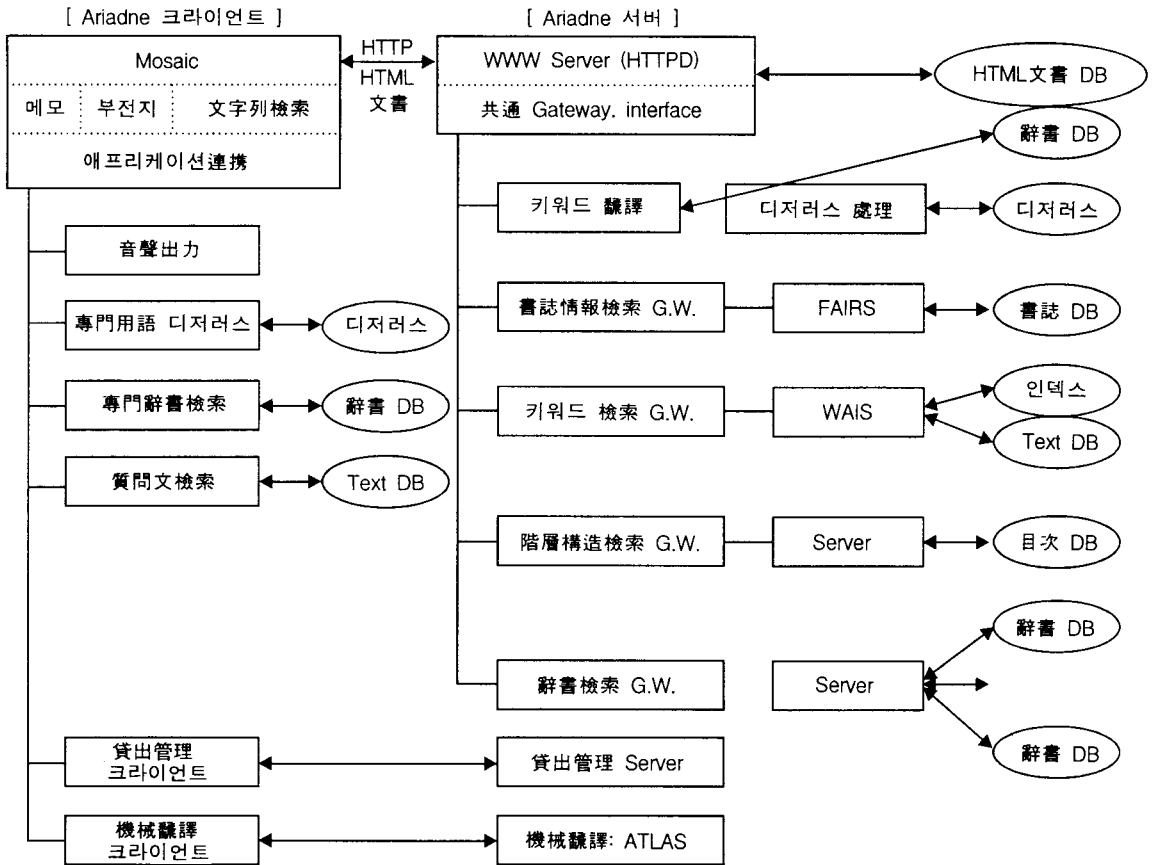 [ Ariadne 크라이언트 ]
[ Ariadne 서버 ]
Mosaic
메모
부전지
文字列檢索
애프리케이션連携
HTTP
HTML
文書
WWW Server (HTTPD)
共通 Gateway. interface
HTML文書 DB
辭書 DB
키워드 飜譯
디저러스 處理
디저러스
音聲出力
專門用語 디저러스
디저러스
書誌情報檢索 G.W.
FAIRS
書誌 DB
專門辭書檢索
辭書 DB
키워드 檢索 G.W.
WAIS
인덱스
Text DB
質問文檢索
Text DB
階層構造檢索 G.W.
Server
目次 DB
辭書檢索 G.W.
Server
辭書 DB
辭書 DB
貸出管理
크라이언트
貸出管理 Server
機械飜譯
크라이언트
機械飜譯: ATLAS